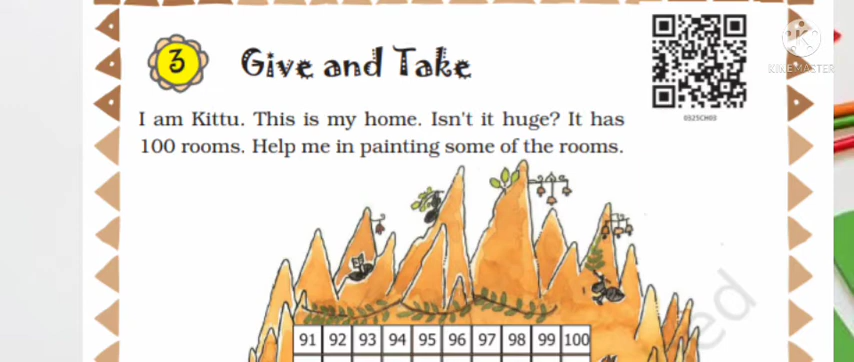 3
Give and Take
KINEMASTER
0325CH03
I am Kittu. This is my home. Isn't it huge? It has
100 rooms. Help me in painting some of the rooms.
91 92 93 94 95 96 97 98 99 100